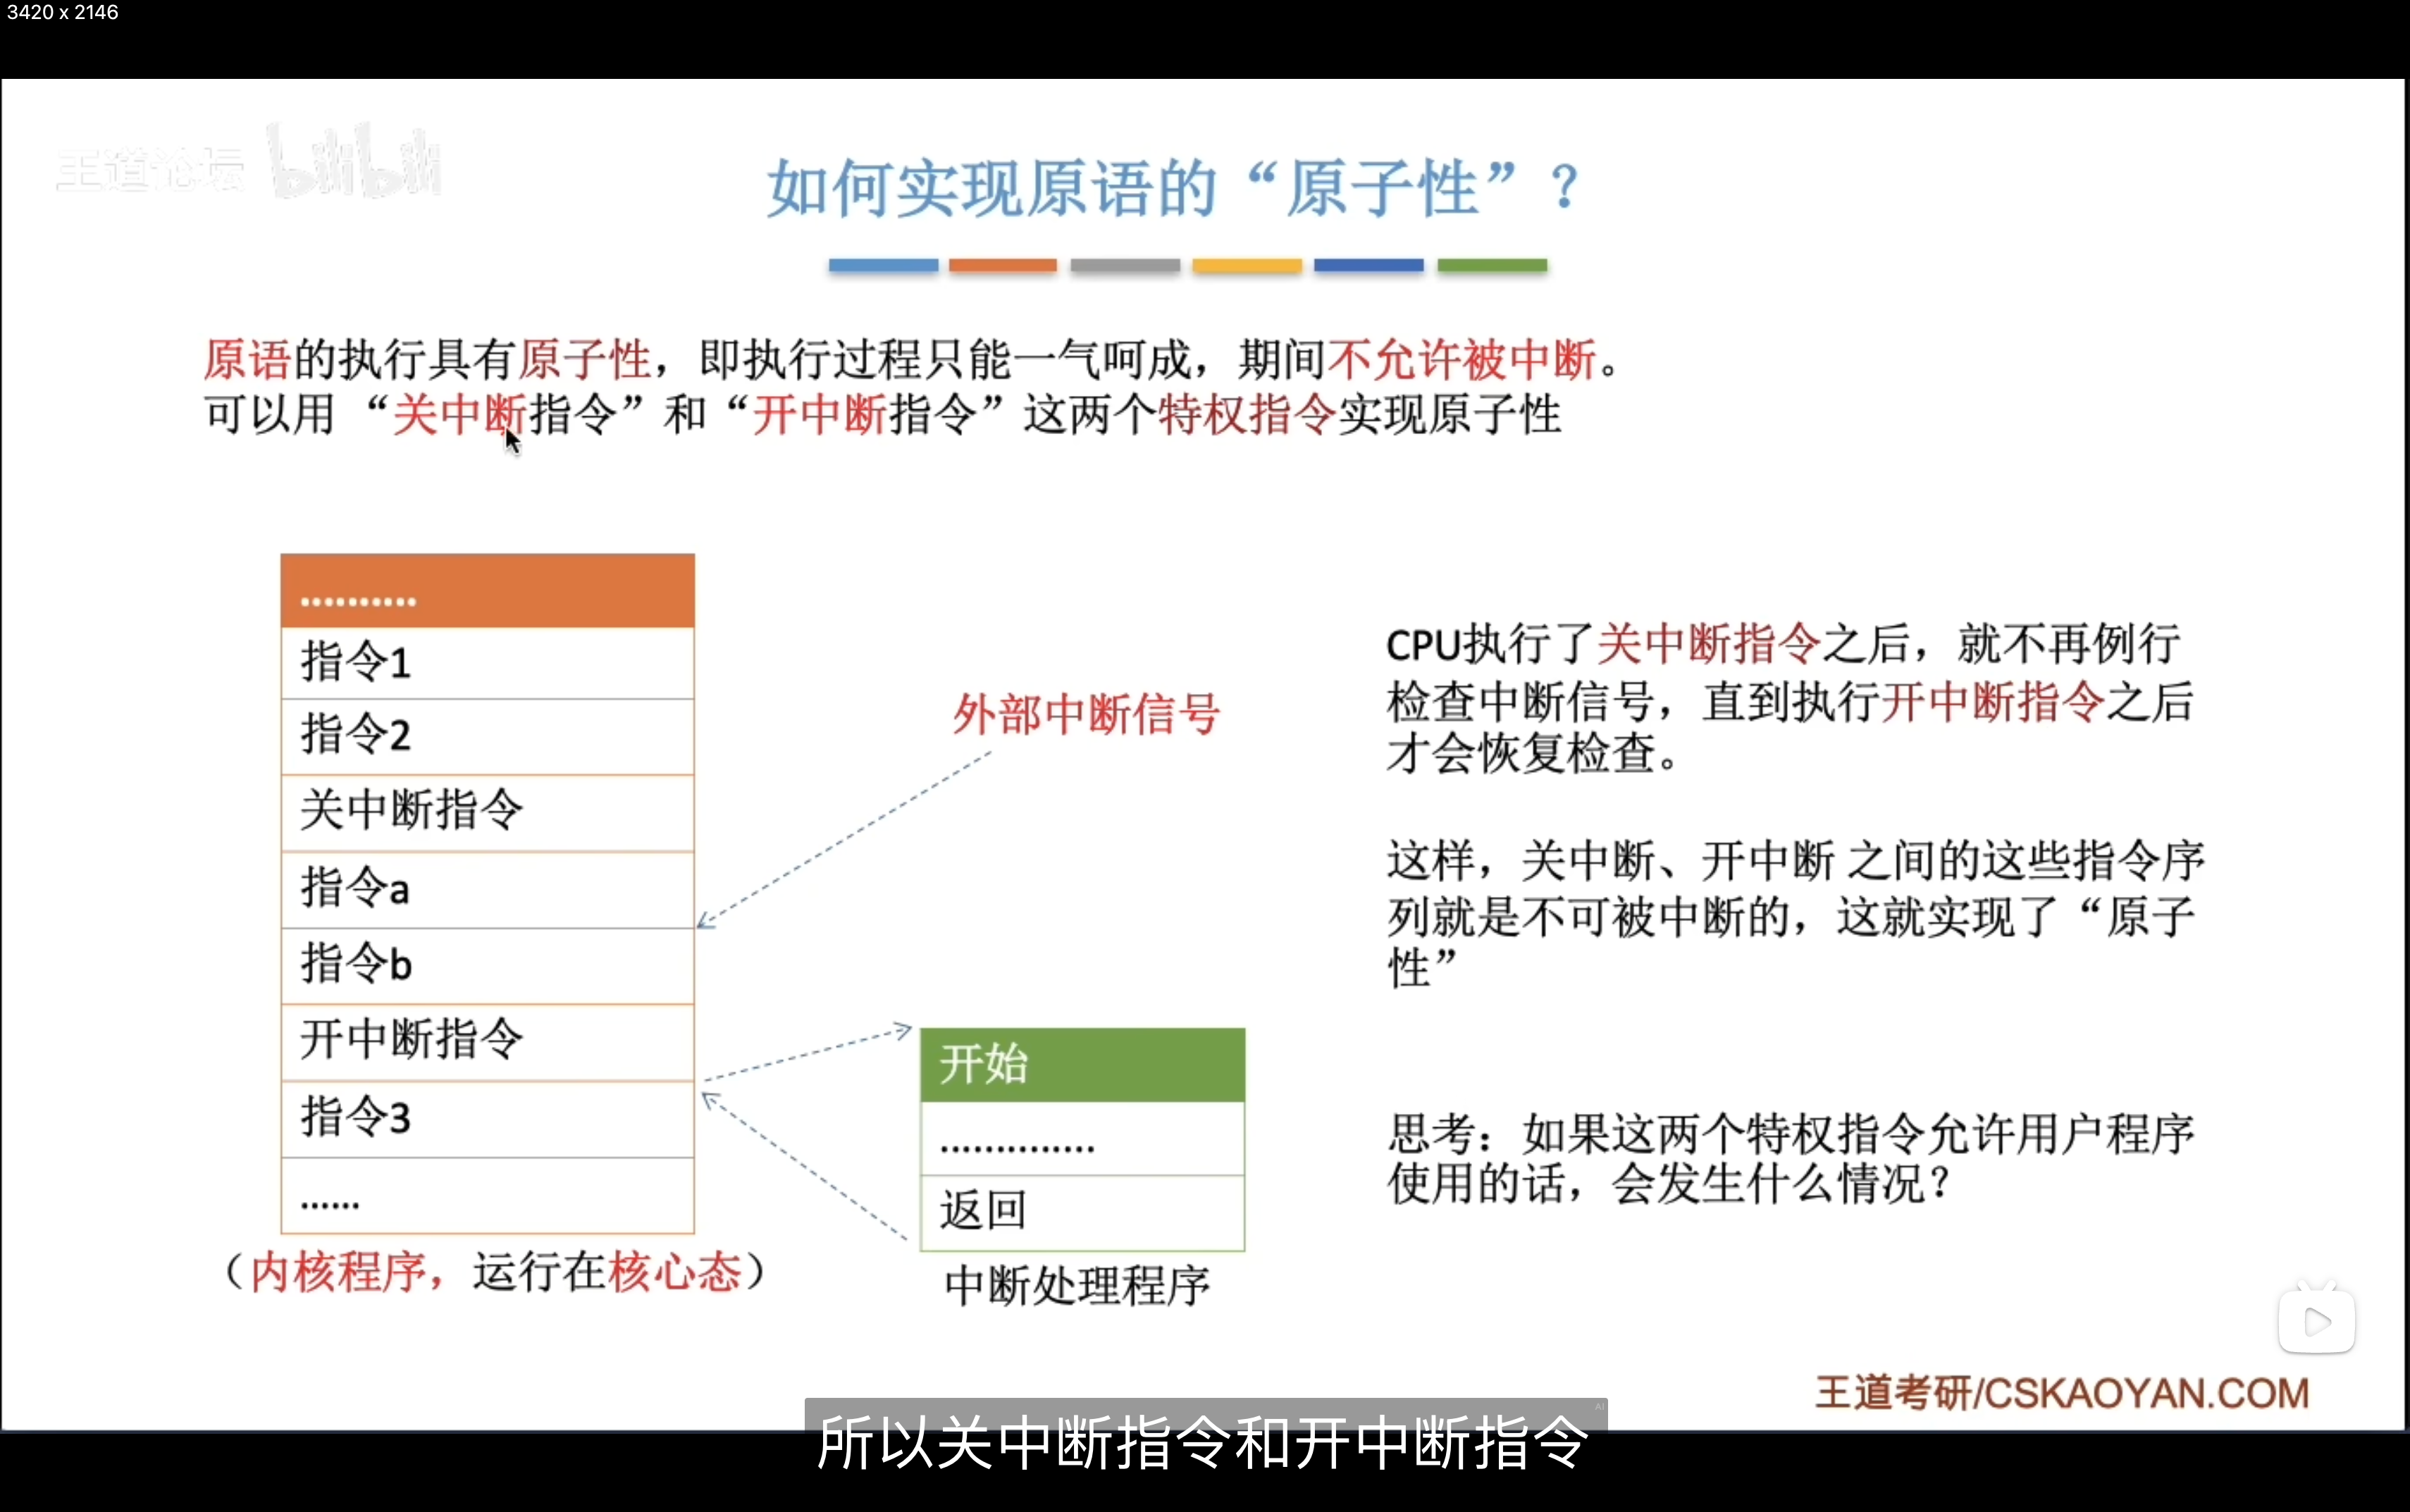 3420 x 2146
王道论坛 bilibili
如何实现原语的“原子性”？
原语的执行具有原子性，即执行过程只能一气呵成，期间不允许被中断。
可以用 “关中断指令”和“开中断指令”这两个特权指令实现原子性
..........
指令1
指令2
关中断指令
指令a
指令b
开中断指令
指令3
......
（内核程序，运行在核心态）
外部中断信号
开始
..............
返回
中断处理程序
CPU执行了关中断指令之后，就不再例行
检查中断信号，直到执行开中断指令之后
才会恢复检查。
这样，关中断、开中断 之间的这些指令序
列就是不可被中断的，这就实现了“原子
性”
思考：如果这两个特权指令允许用户程序
使用的话，会发生什么情况？
王道考研/CSKAOYAN.COM
AI
所以关中断指令和开中断指令